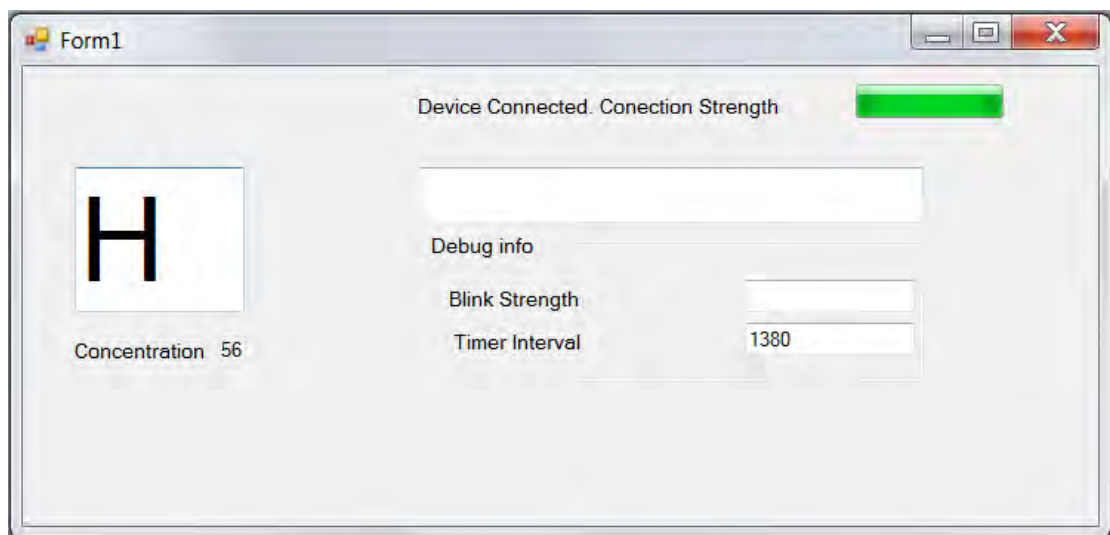 Form1
Device Connected. Conection Strength
H
Debug info
Blink Strength
Timer Interval 1380
Concentration 56